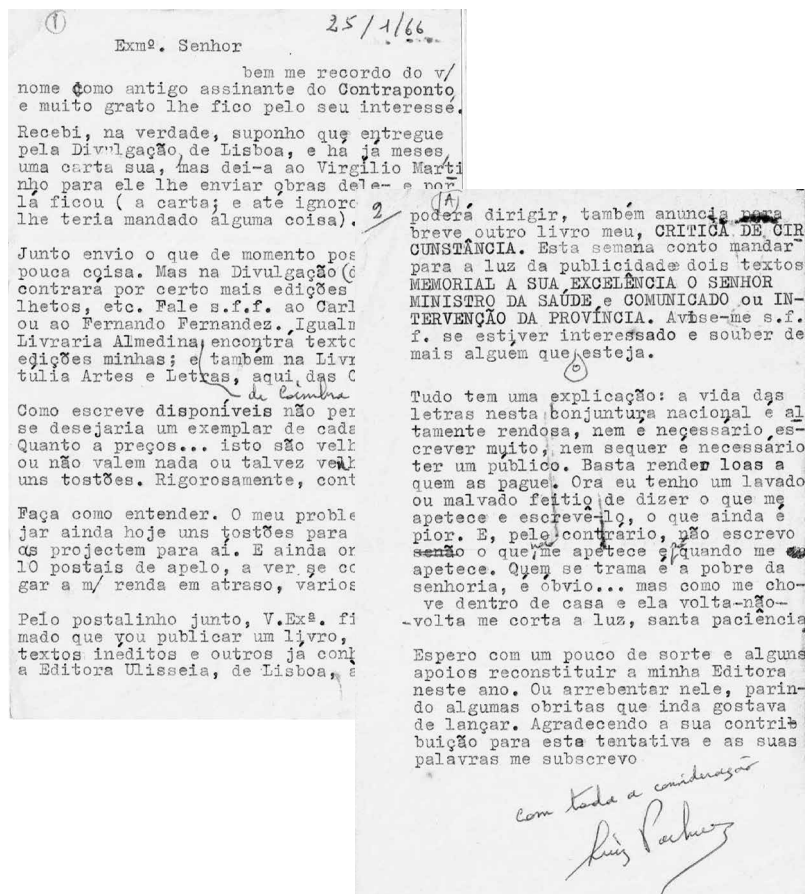 1
25/1/66
Exmº. Senhor
bem me recordo do v/
nome como antigo assinante do Contraponto
e muito grato lhe fico pelo seu interesse.
Recebi, na verdade, suponho que entregue
pela Divulgação, de Lisboa, e há já meses,
uma carta sua, mas dei-a ao Virgílio Marti
nho para ele lhe enviar obras dele- e por
lá ficou ( a carta; e até ignoro
lhe teria mandado alguma coisa).
Junto envio o que de momento pos
pouca coisa. Mas na Divulgação (d
contrará por certo mais edições
lhetos, etc. Fale s.f.f. ao Carl
ou ao Fernando Fernandez. Igualm
Livraria Almedina, encontra texto
edições minhas; e também na Livr
túlia Artes e Letras, aqui das C
de Coimbra
Como escreve disponíveis não per
se desejaria um exemplar de cada
Quanto a preços... isto são velh
ou não valem nada ou talvez velh
uns tostões. Rigorosamente, cont
Faça como entender. O meu proble
jar ainda hoje uns tostões para
os projectem para aí. E ainda or
10 postais de apelo, a ver se co
gar a m/ renda em atraso, vários
Pelo postalinho junto, V.Exª. fi
mado que vou publicar um livro,
textos inéditos e outros já conh
a Editora Ulisseia, de Lisboa, a
2
(A)
poderá dirigir, também anuncia para
breve outro livro meu, CRITICA DE CIR
CUNSTÂNCIA. Esta semana conto mandar
para a luz da publicidade dois textos
MEMORIAL A SUA EXCELÊNCIA O SENHOR
MINISTRO DA SAÚDE e COMUNICADO ou IN-
TERVENÇÃO DA PROVÍNCIA. Avise-me s.f.
f. se estiver interessado e souber de
mais alguem que o esteja.
Tudo tem uma explicação: a vida das
letras nesta conjuntura nacional é al
tamente rendosa, nem é necessário es-
crever muito, nem sequer é necessário
ter um público. Basta render loas a
quem as pague. Ora eu tenho um lavado
ou malvado feitio de dizer o que me
apetece e escrevê-lo, o que ainda é
pior. E, pelo contrário, não escrevo
senão o que me apetece e quando me
apetece. Quem se trama é a pobre da
senhoria, é óbvio... mas como me cho-
ve dentro de casa e ela volta-não-
-volta me corta a luz, santa paciência
Espero com um pouco de sorte e alguns
apoios reconstituir a minha Editora
neste ano. Ou arrebentar nele, parin-
do algumas obritas que inda gostava
de lançar. Agradecendo a sua contri
buição para esta tentativa e as suas
palavras me subscrevo
com toda a consideração
Luiz Pacheco